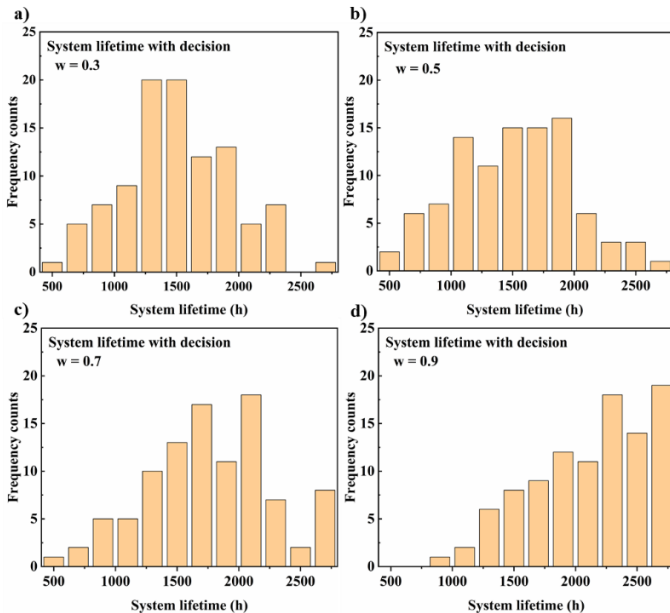 a)
System lifetime with decision
w = 0.3
Frequency counts
25
20
15
10
5
0
500 1000 1500 2000 2500
System lifetime (h)
b)
System lifetime with decision
w = 0.5
Frequency counts
25
20
15
10
5
0
500 1000 1500 2000 2500
System lifetime (h)
c)
System lifetime with decision
w = 0.7
Frequency counts
25
20
15
10
5
0
500 1000 1500 2000 2500
System lifetime (h)
d)
System lifetime with decision
w = 0.9
Frequency counts
25
20
15
10
5
0
500 1000 1500 2000 2500
System lifetime (h)